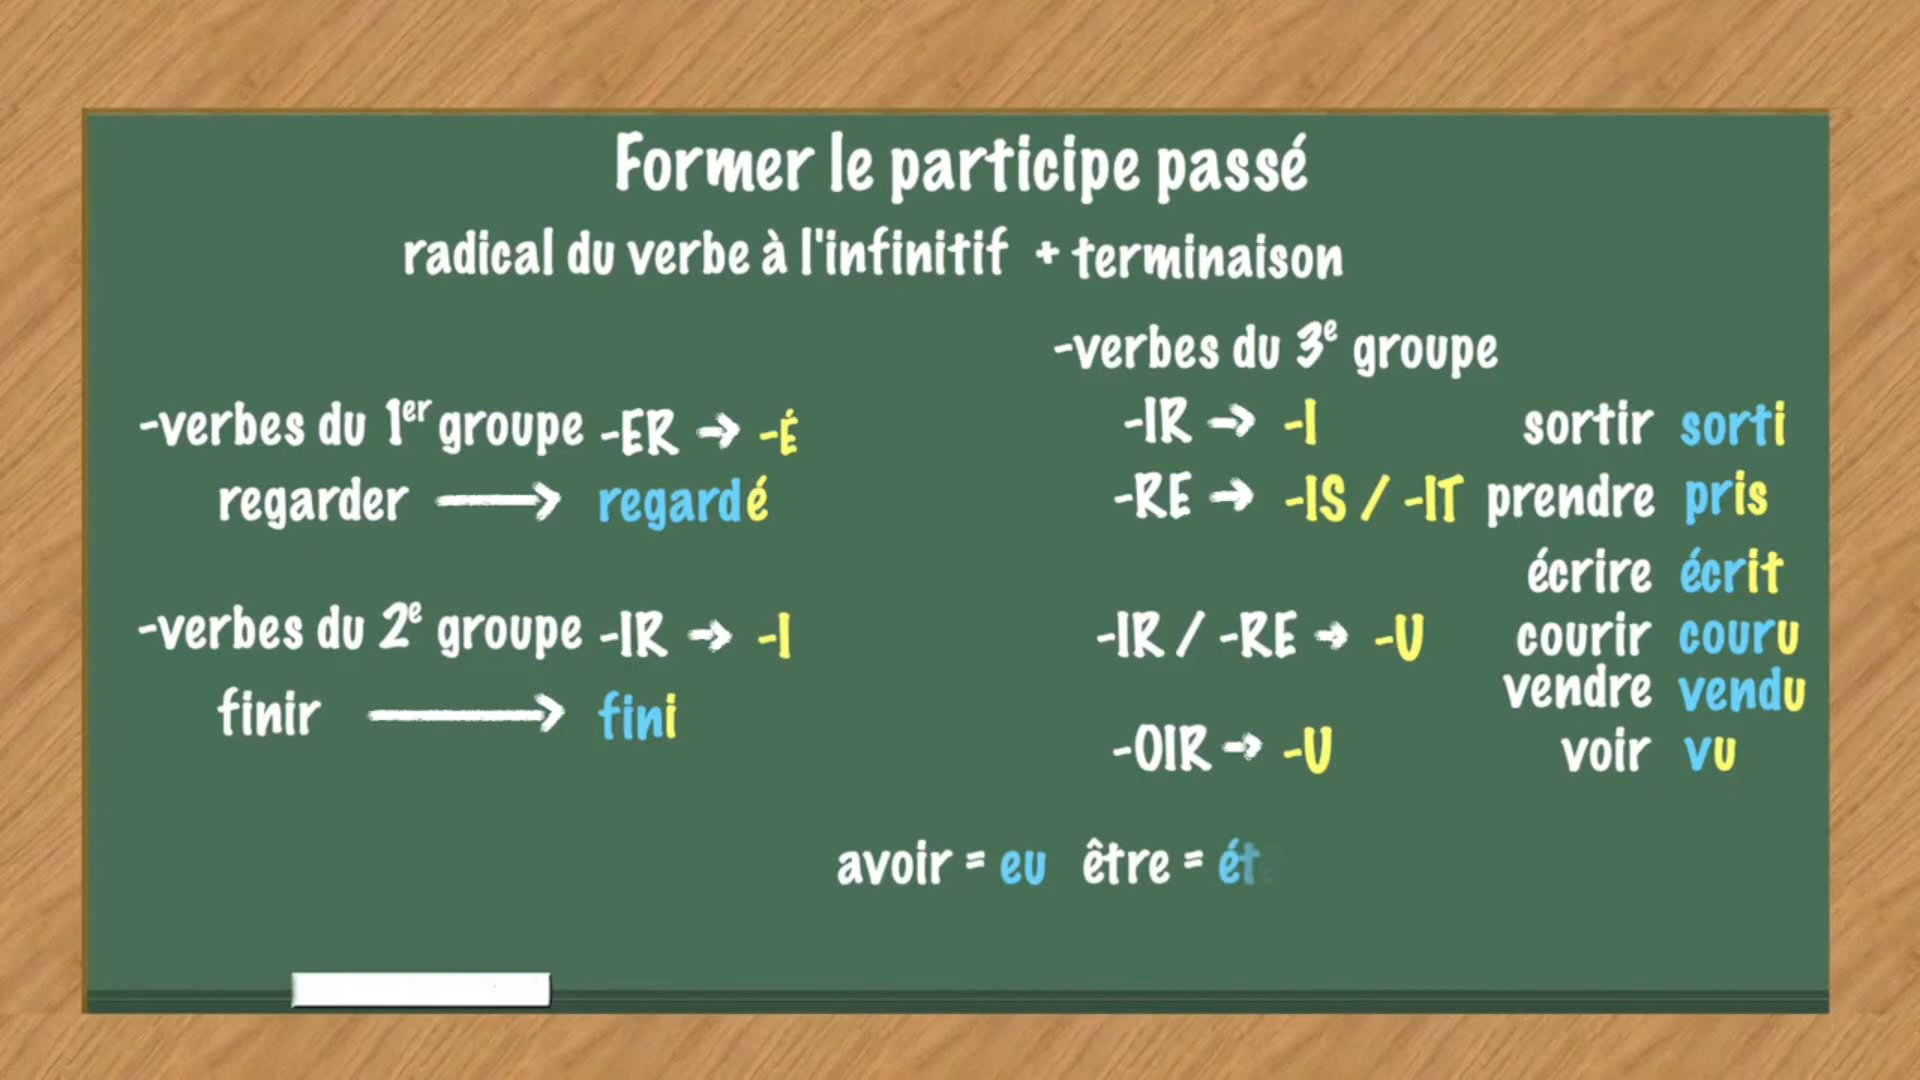 Former le participe passé
radical du verbe à l'infinitif + terminaison
-verbes du 1er groupe -ER → -É
regarder → regardé
-verbes du 2e groupe -IR → -I
finir → fini
-verbes du 3e groupe
-IR → -I sortir sorti
-RE → -IS / -IT prendre pris
écrire écrit
-IR / -RE → -U courir couru
vendre vendu
-OIR → -U voir vu
avoir = eu être = ét